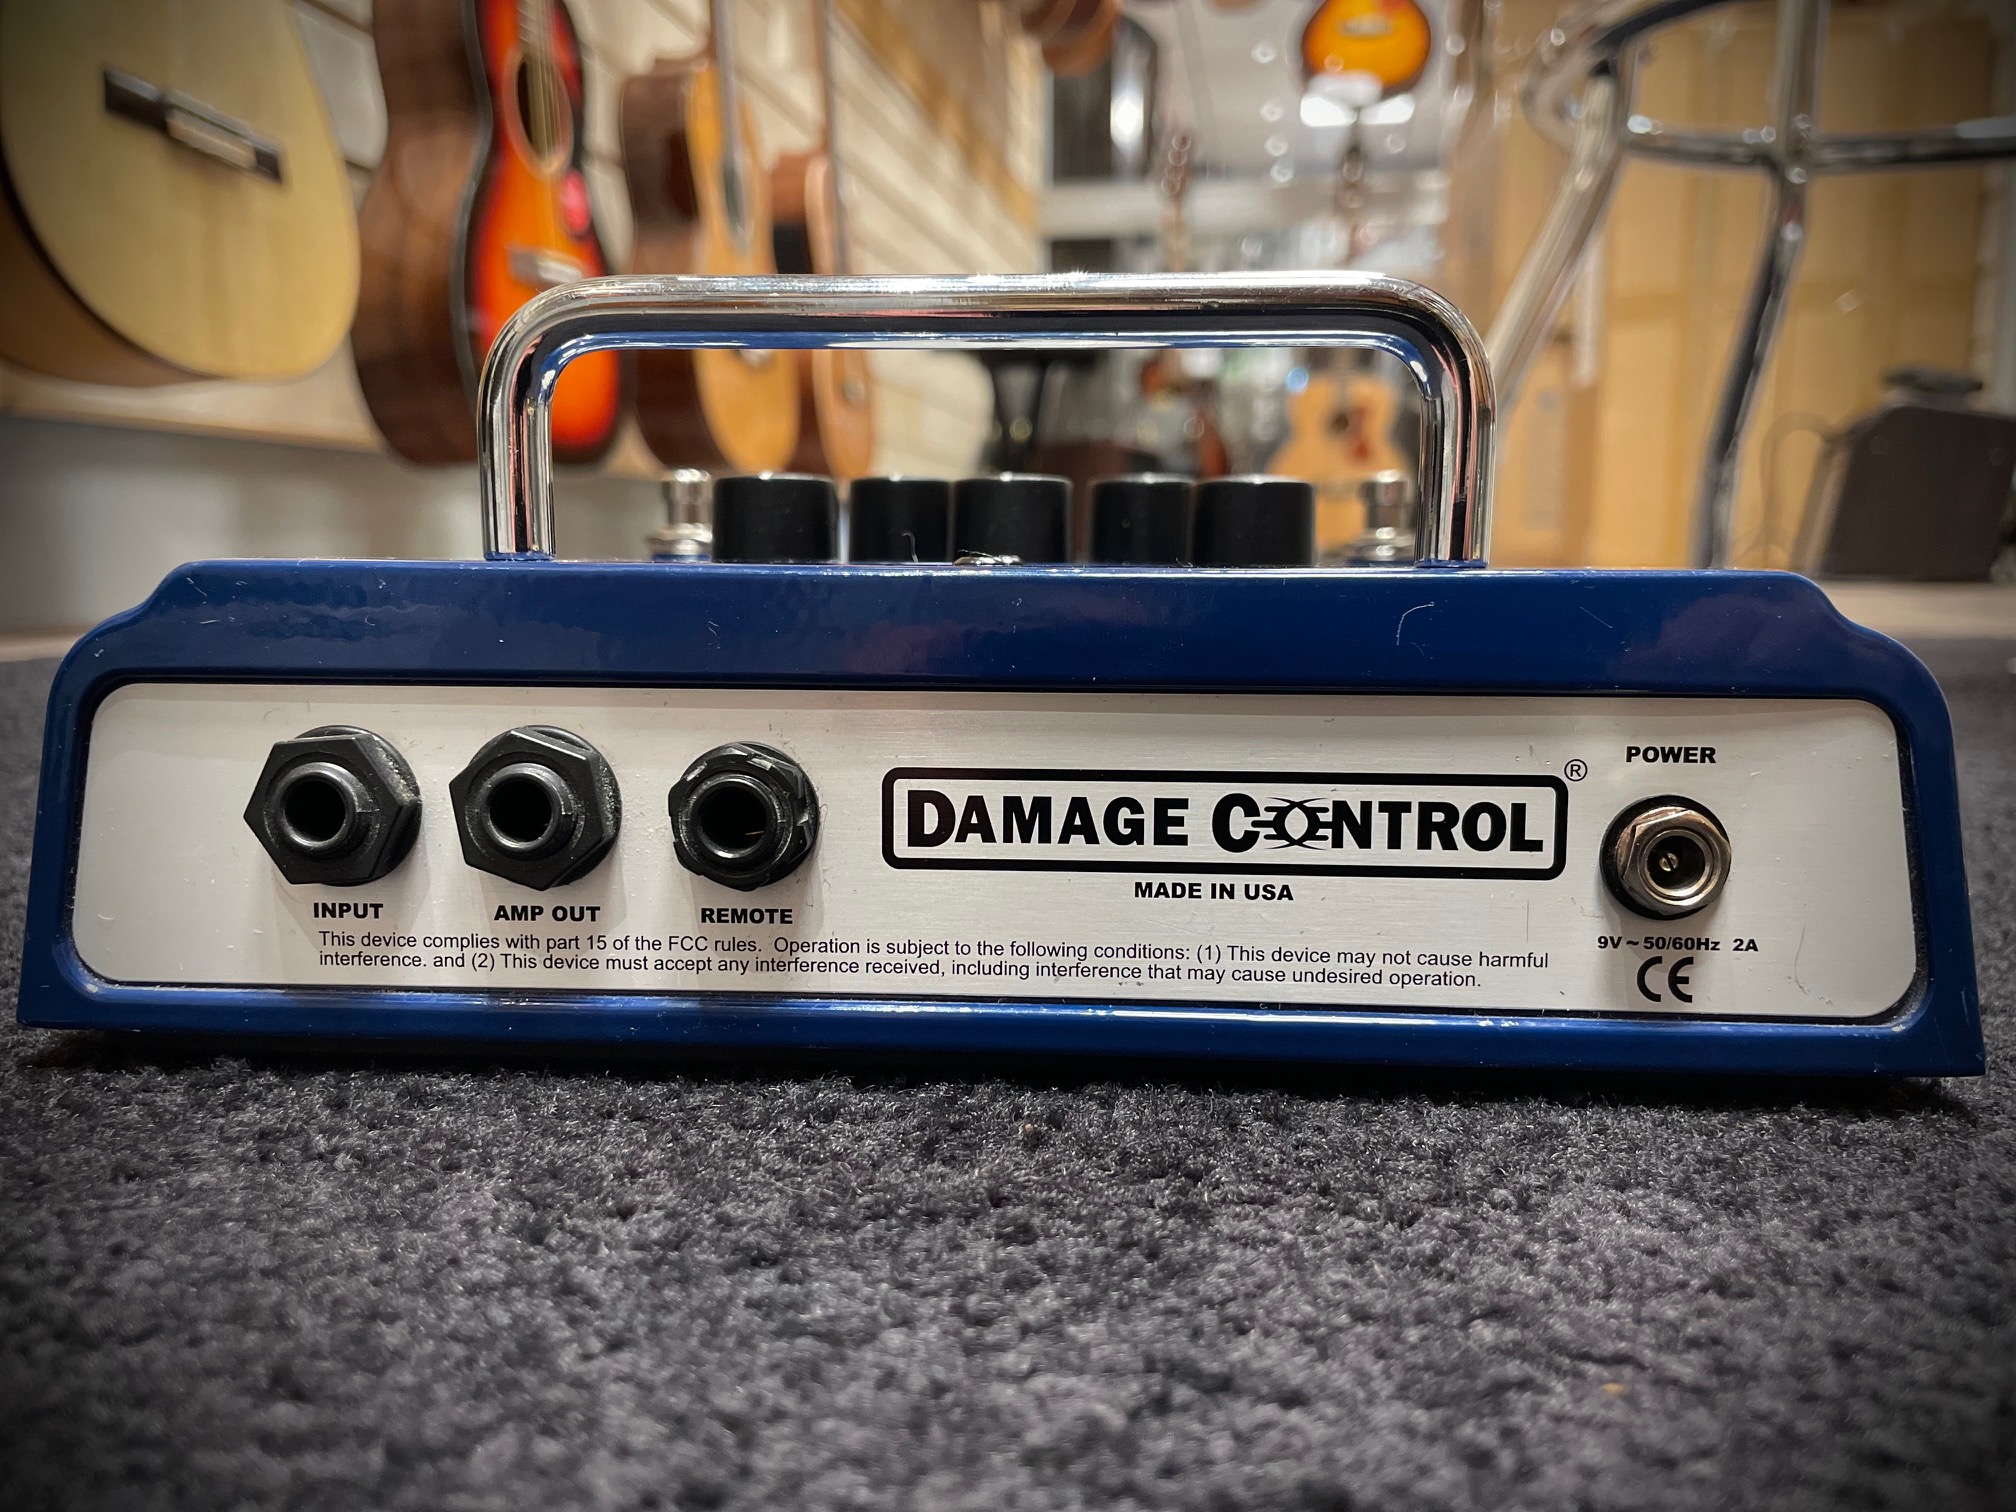 POWER
DAMAGE CONTROL®
MADE IN USA
INPUT AMP OUT REMOTE
9V ~ 50/60Hz 2A
This device complies with part 15 of the FCC rules. Operation is subject to the following conditions: (1) This device may not cause harmful
interference. and (2) This device must accept any interference received, including interference that may cause undesired operation.
CE